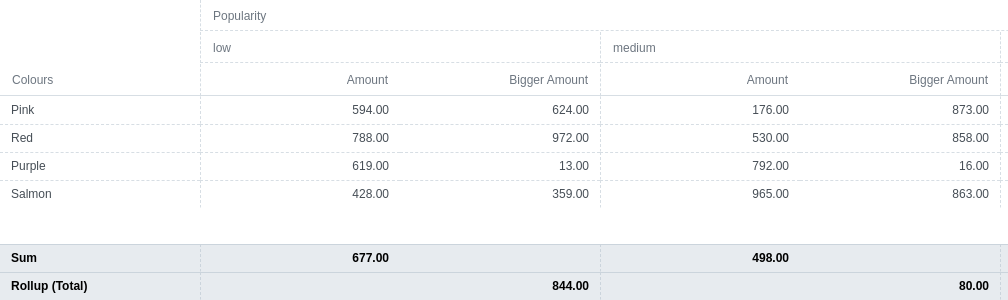 Popularity
low medium
Colours Amount Bigger Amount Amount Bigger Amount
Pink 594.00 624.00 176.00 873.00
Red 788.00 972.00 530.00 858.00
Purple 619.00 13.00 792.00 16.00
Salmon 428.00 359.00 965.00 863.00
Sum 677.00 498.00
Rollup (Total) 844.00 80.00